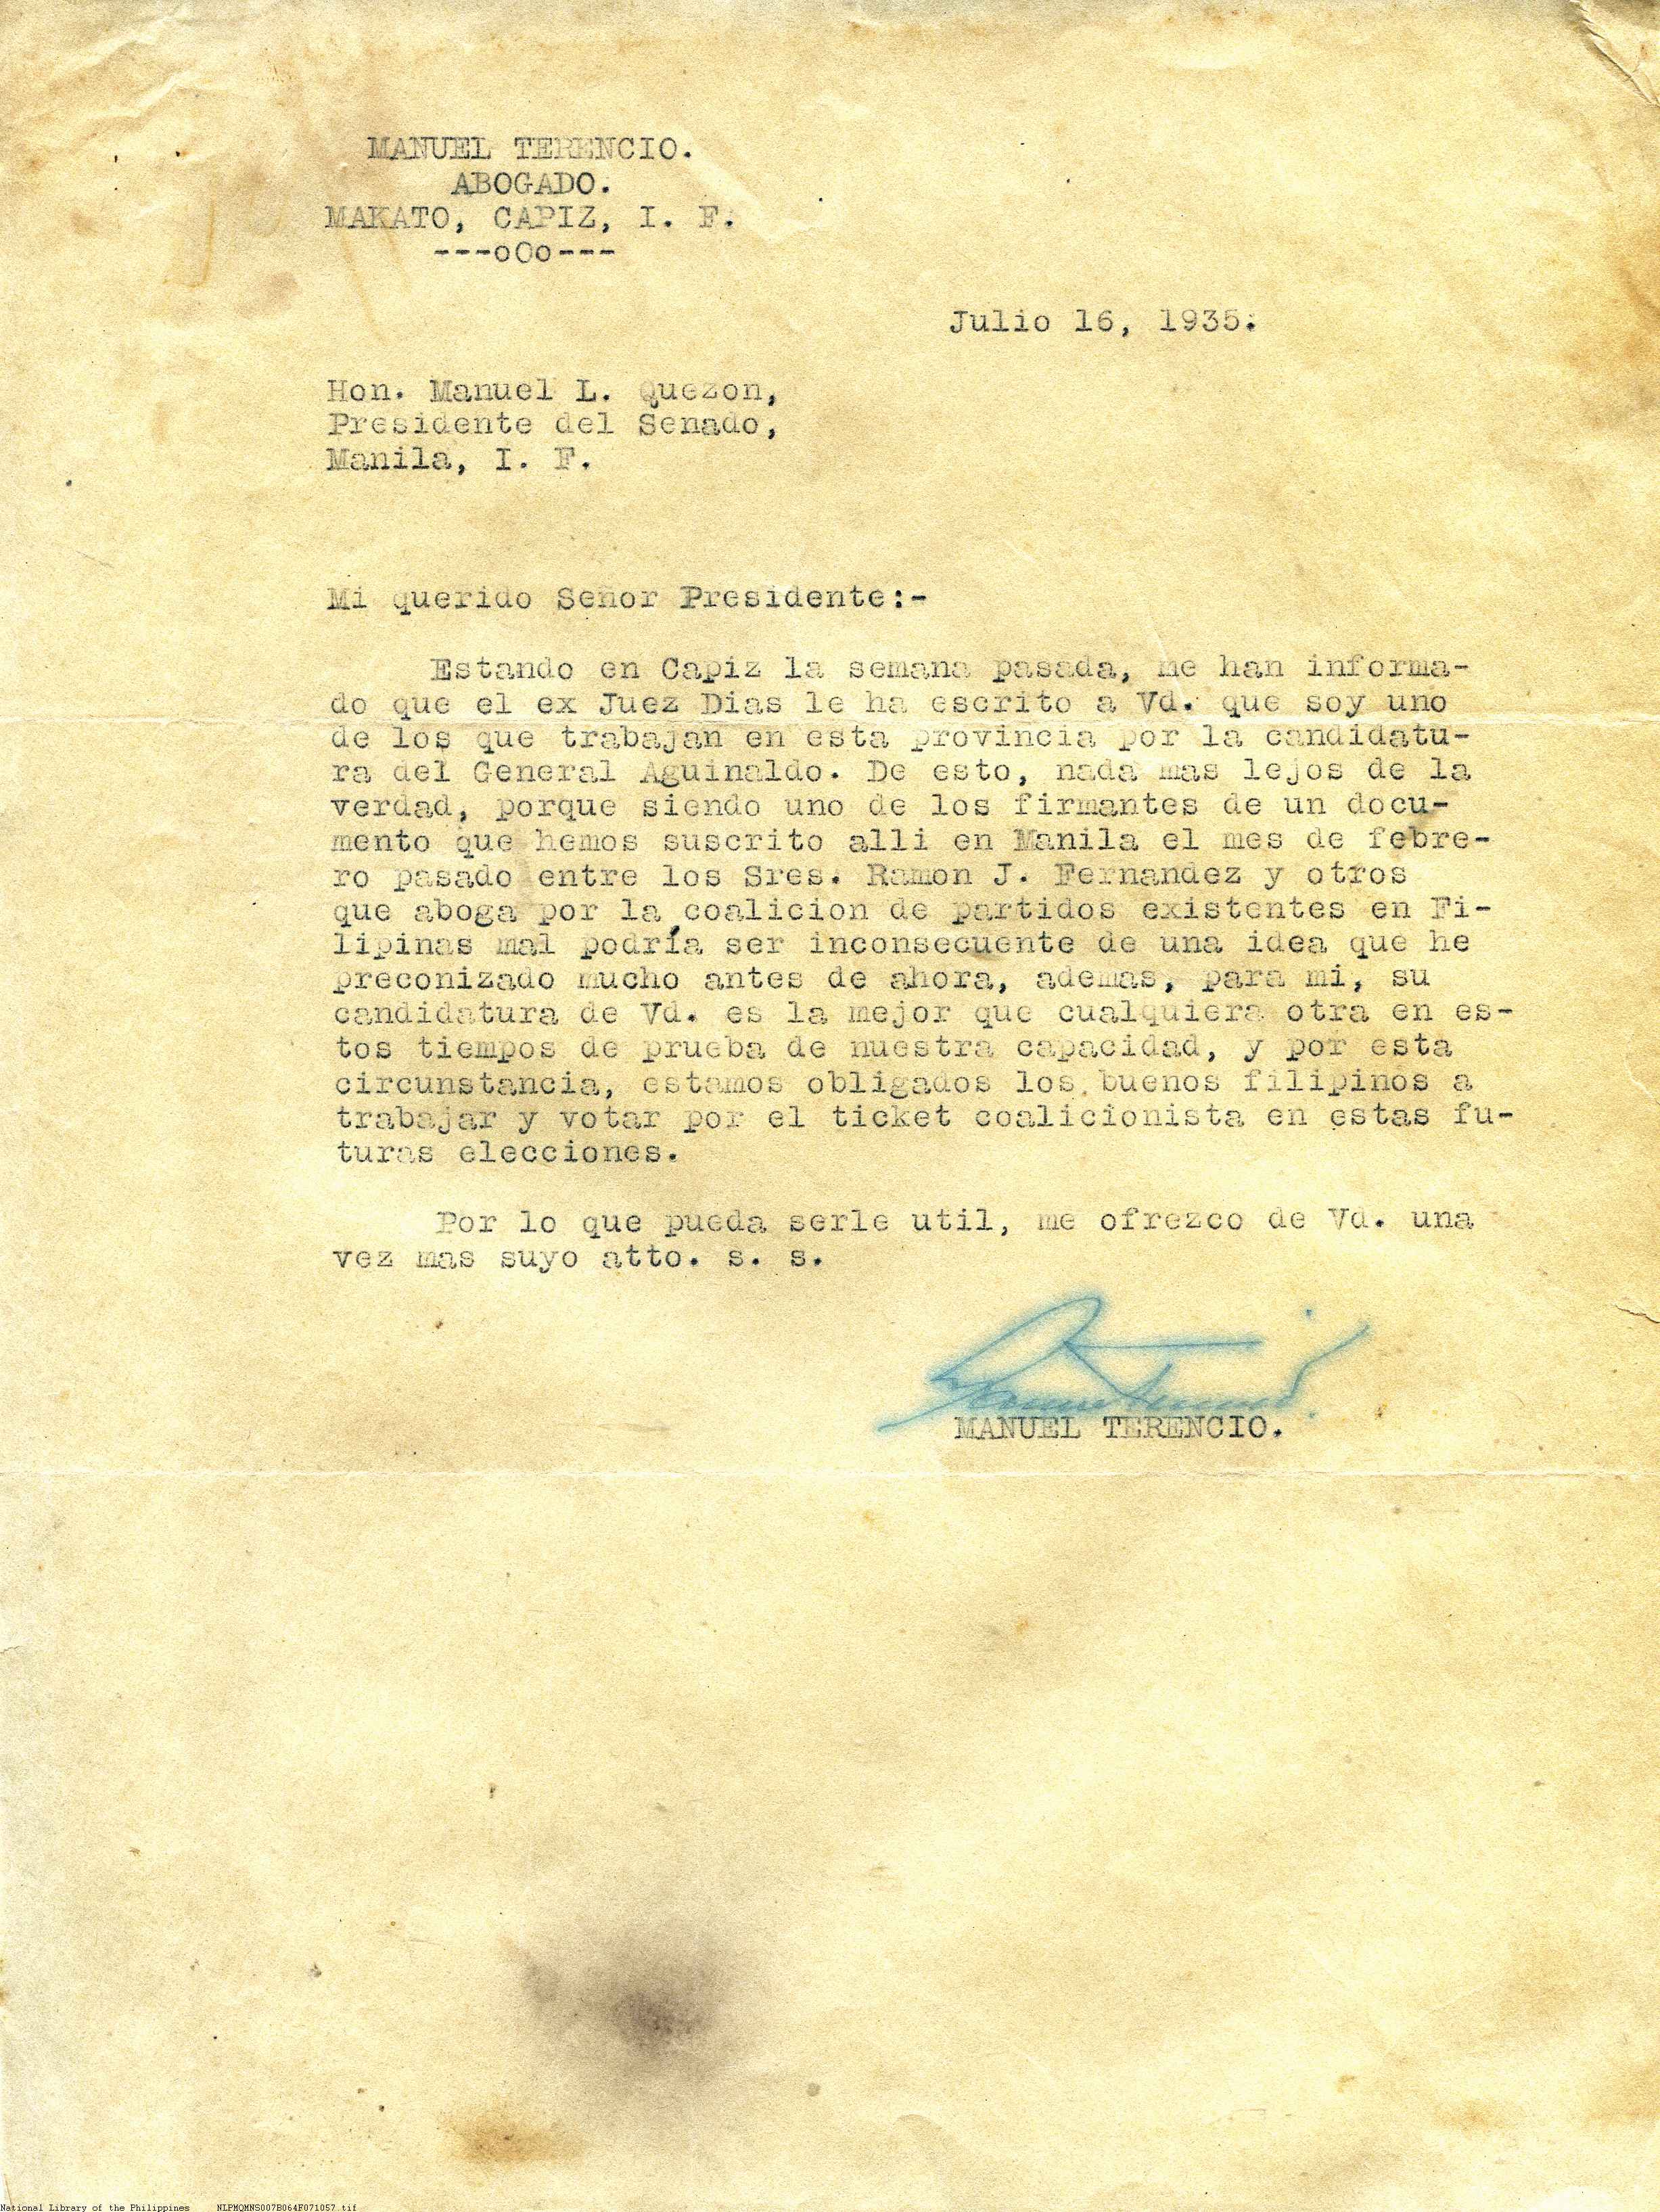 MANUEL TERENCIO.
ABOGADO.
MAKATO, CAPIZ, I. F.
---oOo---
Julio 16, 1935.
Hon. Manuel L. Quezon,
Presidente del Senado,
Manila, I. F.
Mi querido Señor Presidente:-
Estando en Capiz la semana pasada, me han informa-
do que el ex Juez Dias le ha escrito a Vd. que soy uno
de los que trabajan en esta provincia por la candidatu-
ra del General Aguinaldo. De esto, nada mas lejos de la
verdad, porque siendo uno de los firmantes de un docu-
mento que hemos suscrito alli en Manila el mes de febre-
ro pasado entre los Sres. Ramon J. Fernandez y otros
que aboga por la coalicion de partidos existentes en Fi-
lipinas mal podría ser inconsecuente de una idea que he
preconizado mucho antes de ahora, ademas, para mi, su
candidatura de Vd. es la mejor que cualquiera otra en es-
tos tiempos de prueba de nuestra capacidad, y por esta
circunstancia, estamos obligados los buenos filipinos a
trabajar y votar por el ticket coalicionista en estas fu-
turas elecciones.
Por lo que pueda serle util, me ofrezco de Vd. una
vez mas suyo atto. s. s.
Manuel Terencio
MANUEL TERENCIO.
National Library of the Philippines NLPMQMNS007B064F071057.tif